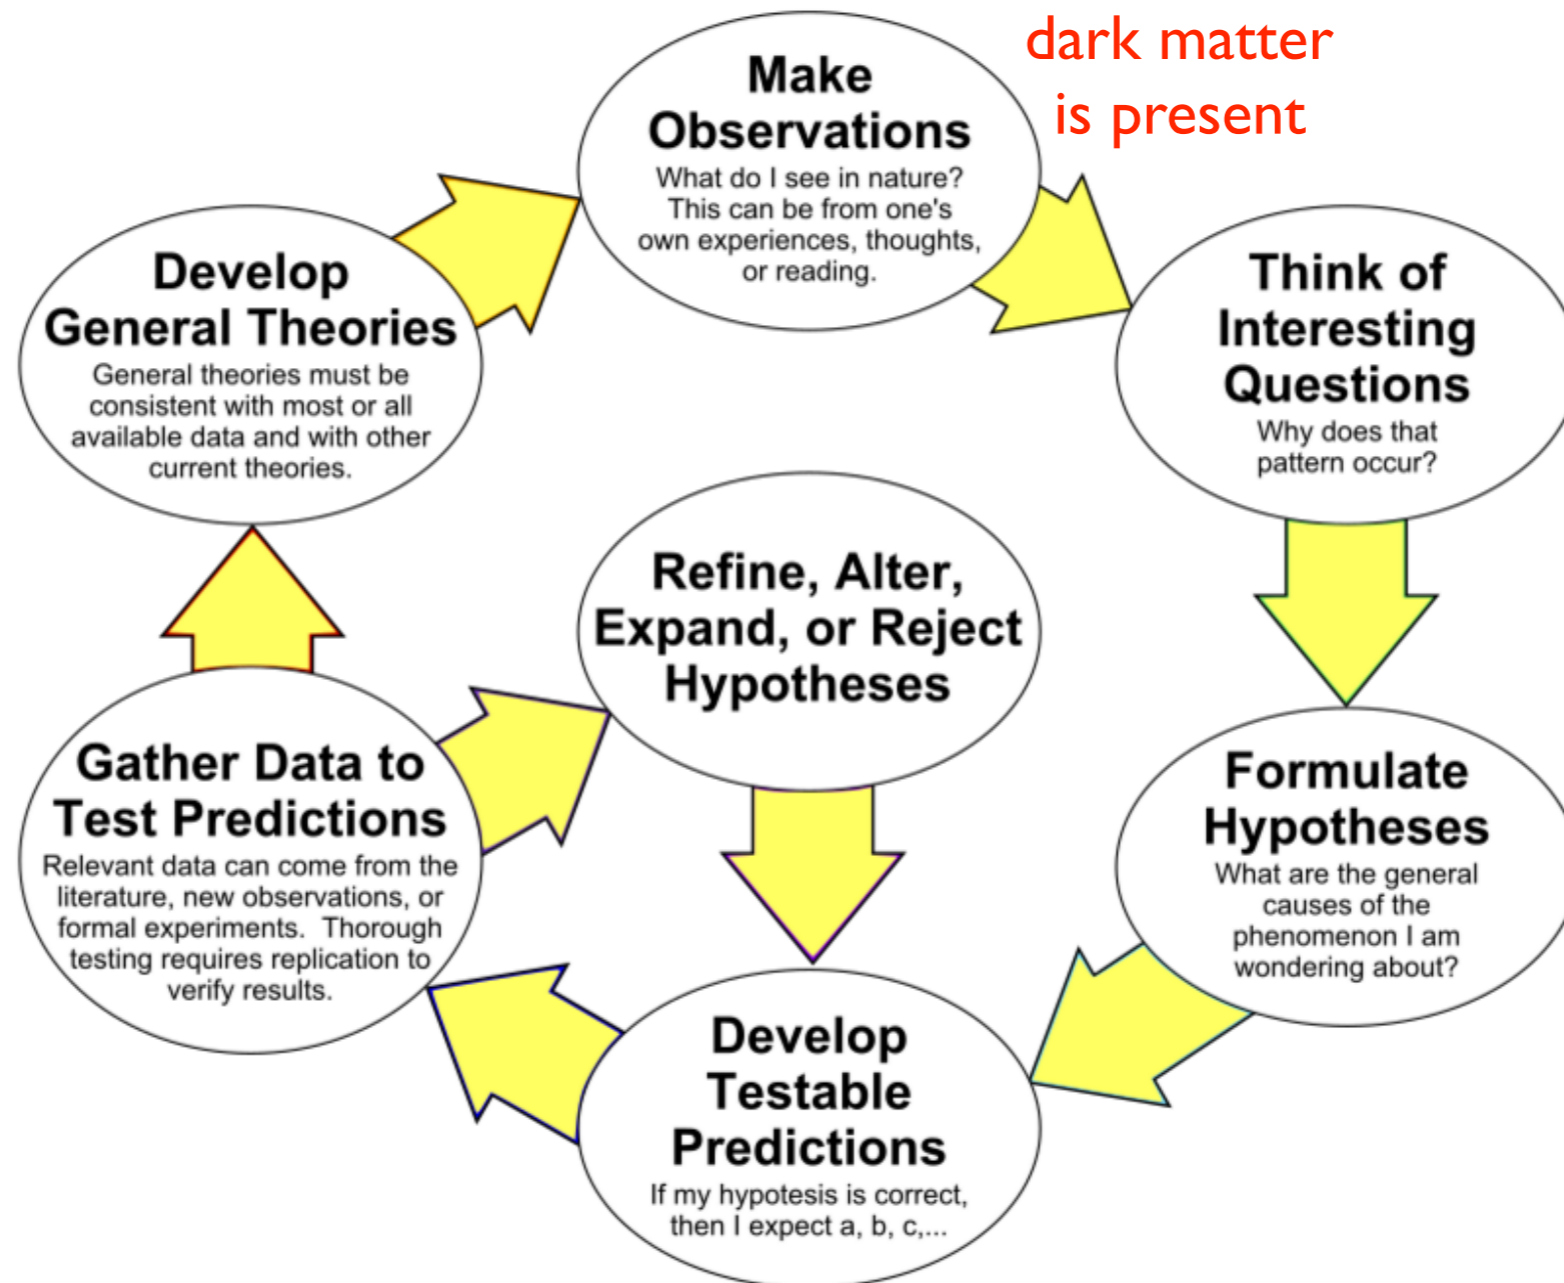 dark matter
is present
Make
Observations
What do I see in nature?
This can be from one's
own experiences, thoughts,
or reading.
Think of
Interesting
Questions
Why does that
pattern occur?
Formulate
Hypotheses
What are the general
causes of the
phenomenon I am
wondering about?
Develop
Testable
Predictions
If my hypotesis is correct,
then I expect a, b, c,...
Gather Data to
Test Predictions
Relevant data can come from the
literature, new observations, or
formal experiments.  Thorough
testing requires replication to
verify results.
Refine, Alter,
Expand, or Reject
Hypotheses
Develop
General Theories
General theories must be
consistent with most or all
available data and with other
current theories.